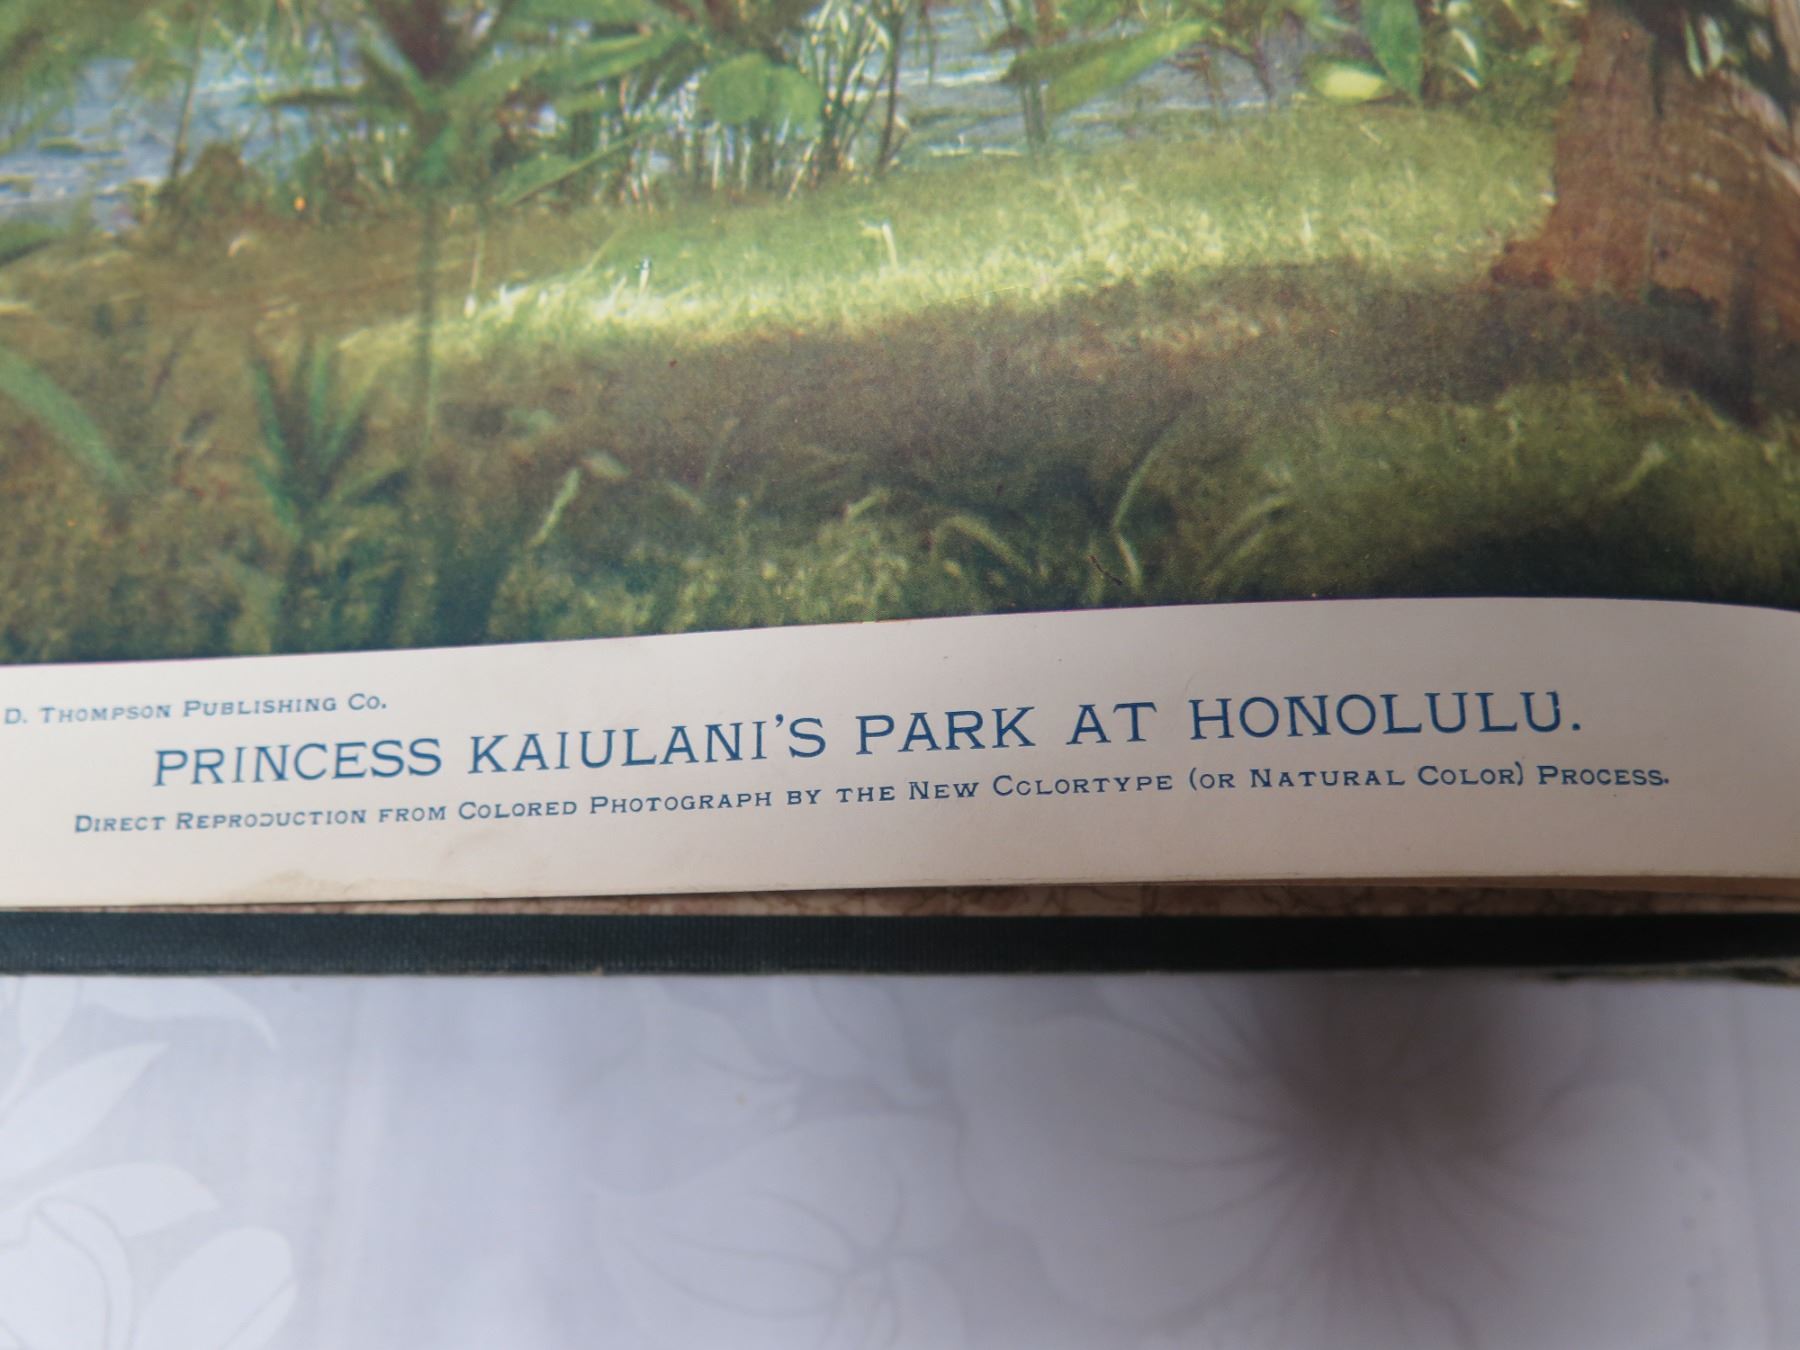 D. Thompson Publishing Co.
PRINCESS KAIULANI'S PARK AT HONOLULU.
Direct Reproduction from Colored Photograph by the New Colortype (or Natural Color) Process.